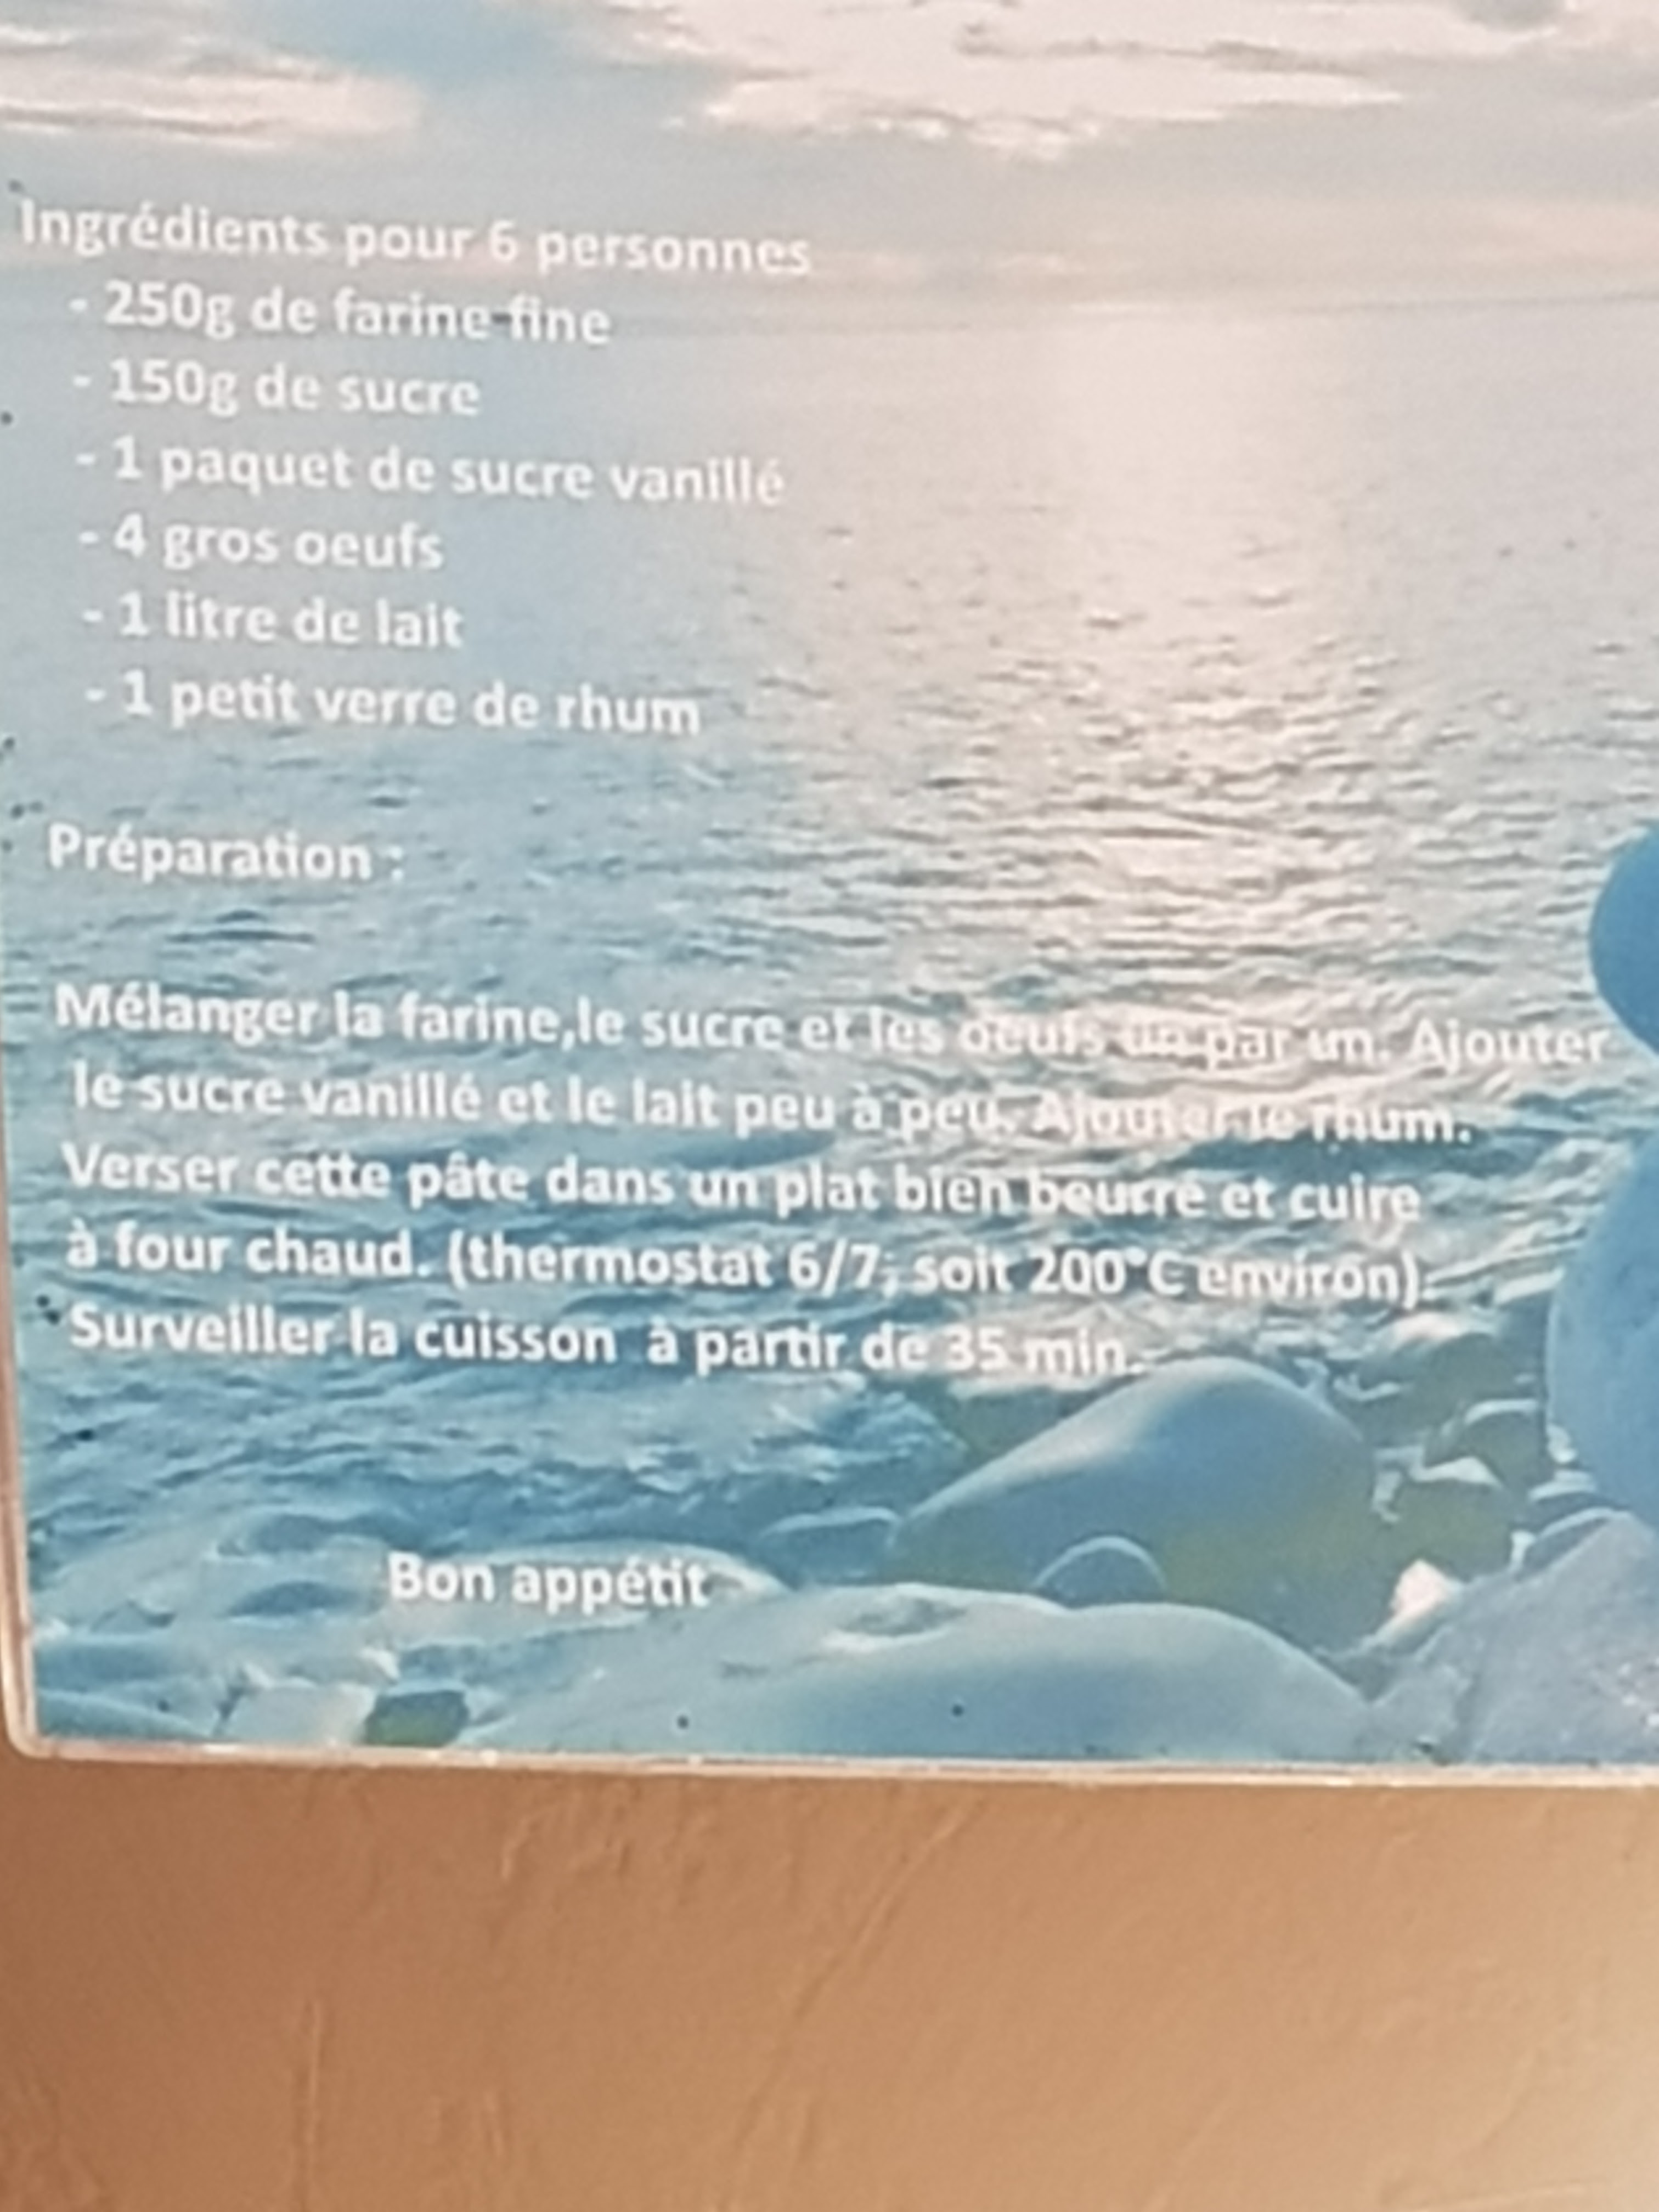 Ingrédients pour 6 personnes
- 250g de farine fine
- 150g de sucre
- 1 paquet de sucre vanillé
- 4 gros oeufs
- 1 litre de lait
- 1 petit verre de rhum
Préparation :
Mélanger la farine,le sucre et les oeufs un par un. Ajouter
le sucre vanillé et le lait peu à peu. Ajouter le rhum.
Verser cette pâte dans un plat bien beurré et cuire
à four chaud. (thermostat 6/7, soit 200°C environ).
Surveiller la cuisson à partir de 35 min.
Bon appétit